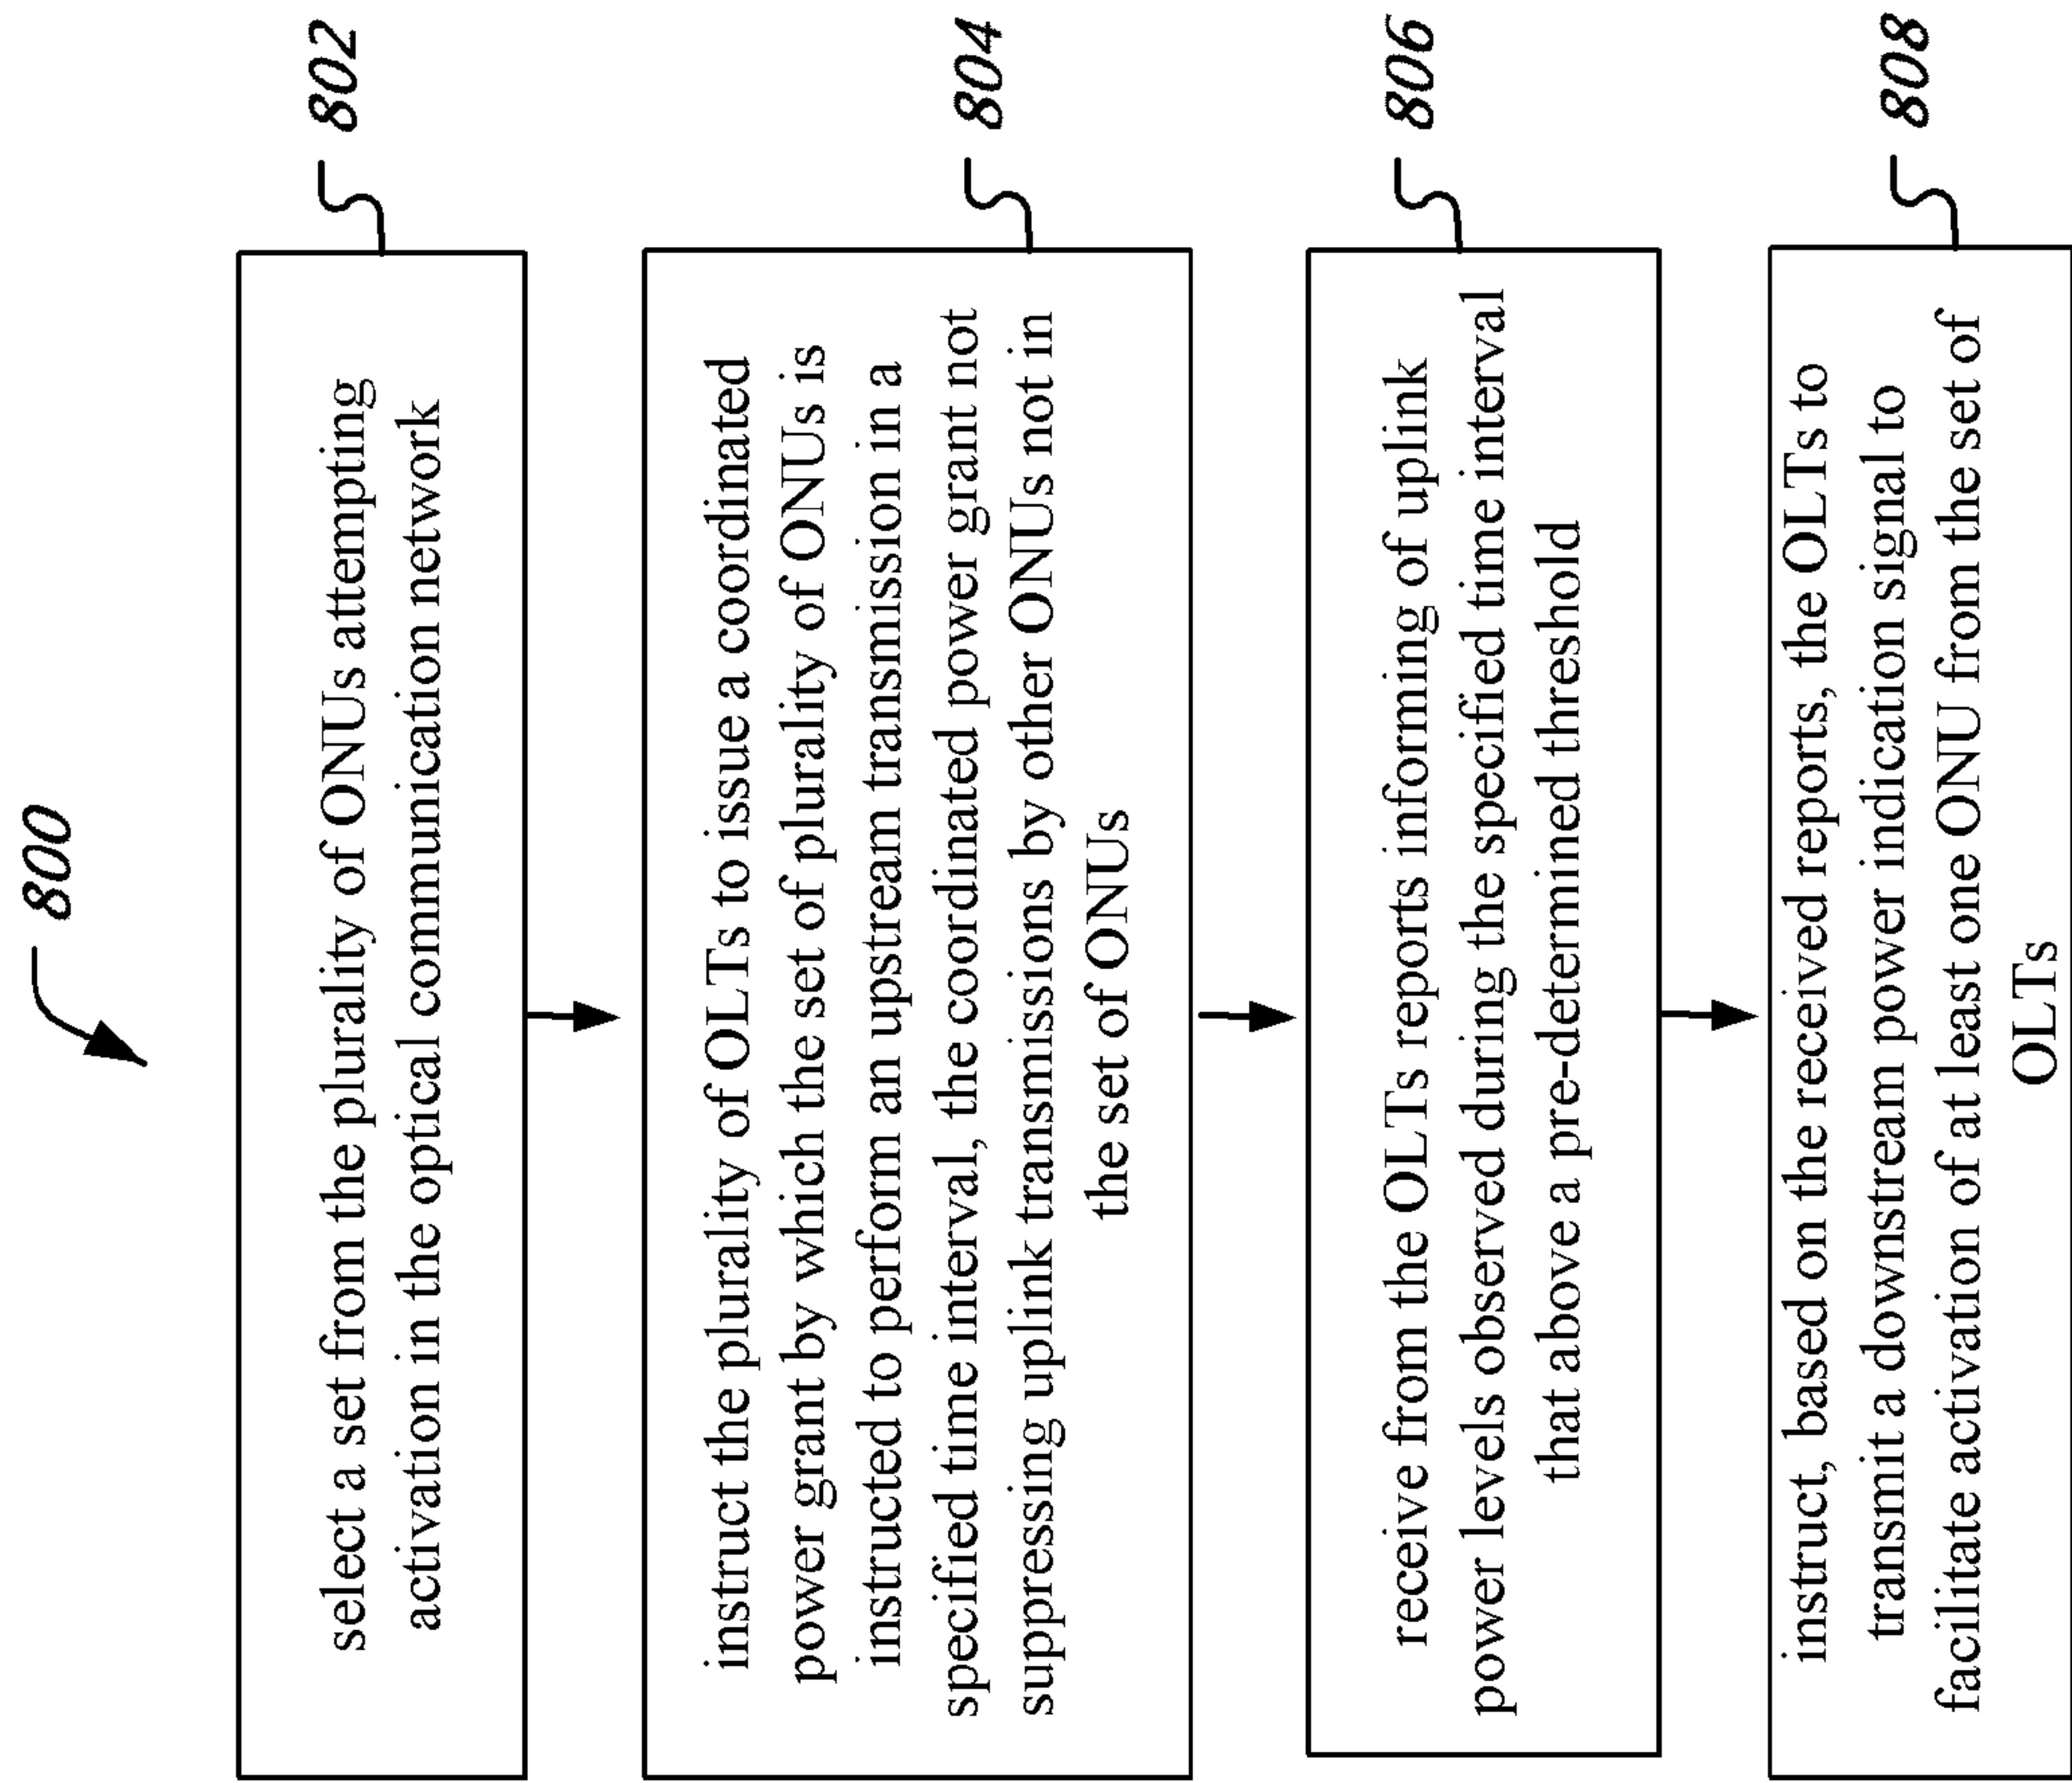 800
select a set from the plurality of ONUs attempting
activation in the optical communication network
802
instruct the plurality of OLTs to issue a coordinated
power grant by which the set of plurality of ONUs is
instructed to perform an upstream transmission in a
specified time interval, the coordinated power grant not
suppressing uplink transmissions by other ONUs not in
the set of ONUs
804
receive from the OLTs reports informing of uplink
power levels observed during the specified time interval
that above a pre-determined threshold
806
instruct, based on the received reports, the OLTs to
transmit a downstream power indication signal to
facilitate activation of at least one ONU from the set of
OLTs
808